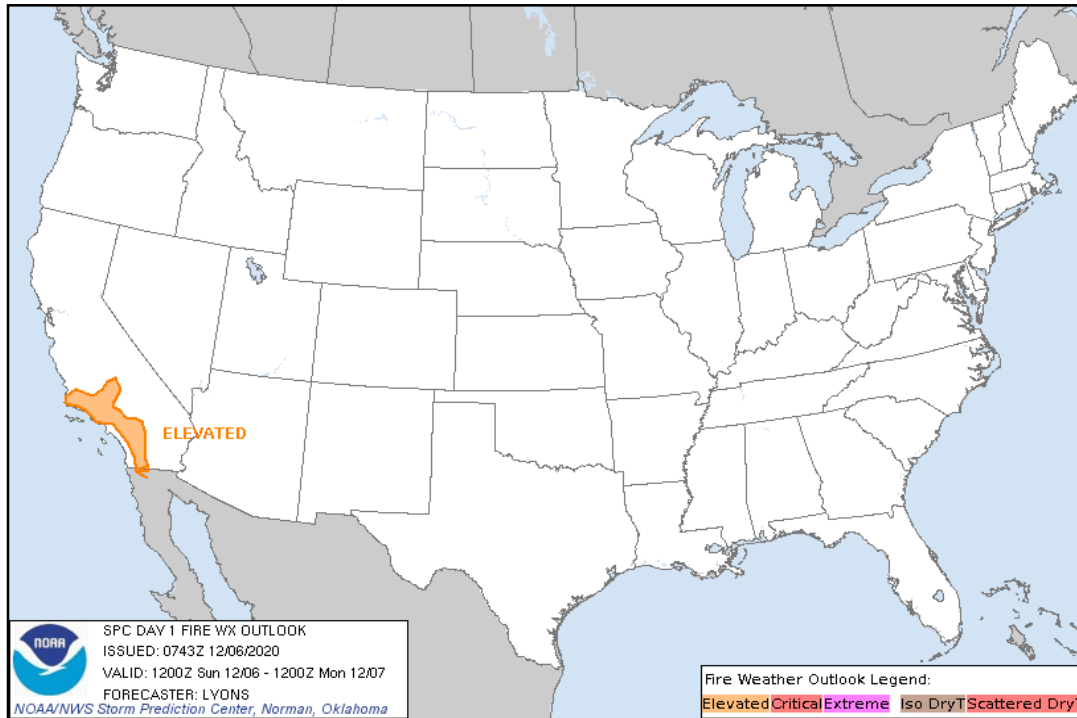 ELEVATED
NOAA
SPC DAY 1 FIRE WX OUTLOOK
ISSUED: 0743Z 12/06/2020
VALID: 1200Z Sun 12/06 - 1200Z Mon 12/07
FORECASTER: LYONS
NOAA/NWS Storm Prediction Center, Norman, Oklahoma
Fire Weather Outlook Legend:
Elevated Critical Extreme Iso DryT Scattered DryT